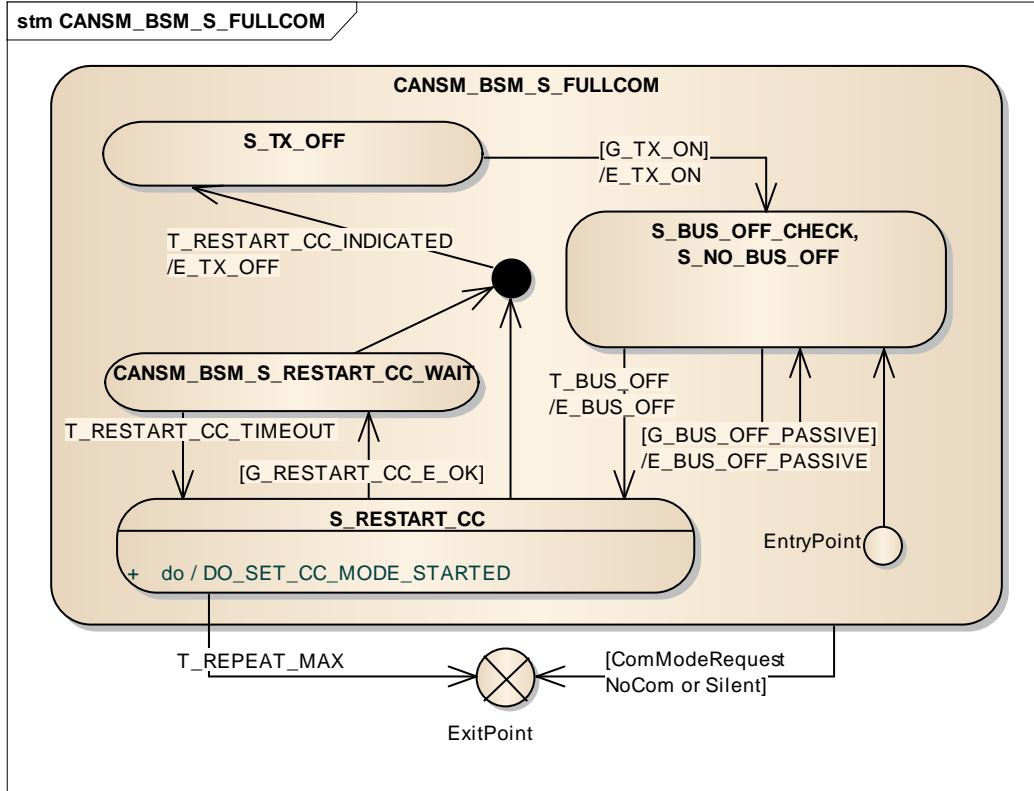 stm CANSM_BSM_S_FULLCOM
CANSM_BSM_S_FULLCOM
S_TX_OFF
[G_TX_ON]
/E_TX_ON
S_BUS_OFF_CHECK,
S_NO_BUS_OFF
T_RESTART_CC_INDICATED
/E_TX_OFF
CANSM_BSM_S_RESTART_CC_WAIT
T_BUS_OFF
/E_BUS_OFF
T_RESTART_CC_TIMEOUT
[G_BUS_OFF_PASSIVE]
/E_BUS_OFF_PASSIVE
[G_RESTART_CC_E_OK]
S_RESTART_CC
EntryPoint
+ do / DO_SET_CC_MODE_STARTED
T_REPEAT_MAX
[ComModeRequest
NoCom or Silent]
ExitPoint